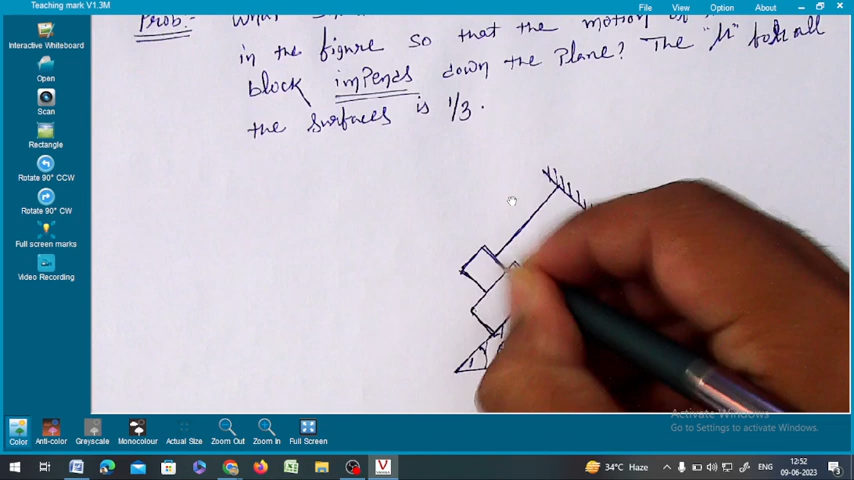 Teaching mark V1.3M
File View Option About
Interactive Whiteboard
Open
Scan
Rectangle
Rotate 90° CCW
Rotate 90° CW
Full screen marks
Video Recording
Prob:- What
in the figure so that the motion of
block impends down the plane? The "μ" for all
the surfaces is 1/3.
Activate Windows
Go to Settings to activate Windows.
Color Anti-color Greyscale Monocolour Actual Size Zoom Out Zoom In Full Screen
34°C Haze ENG 12:52
09-06-2023